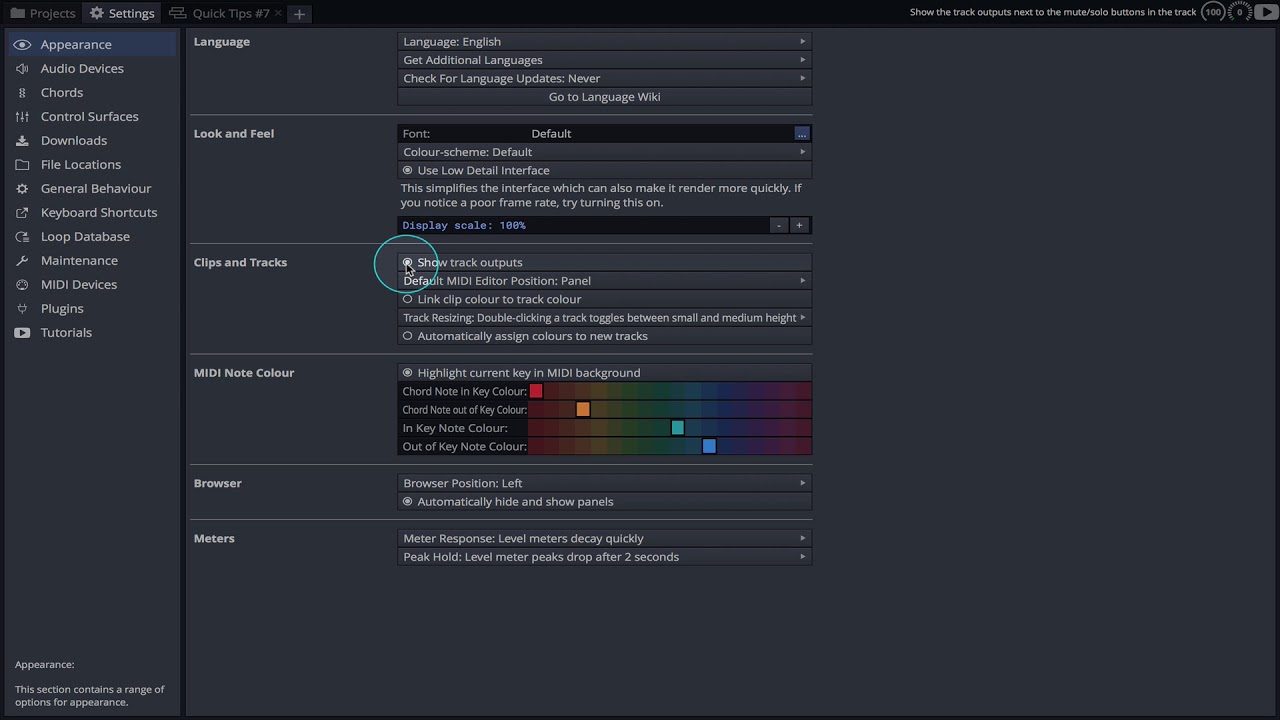 Projects
Settings
Quick Tips #7
Show the track outputs next to the mute/solo buttons in the track
100
0
Appearance
Audio Devices
Chords
Control Surfaces
Downloads
File Locations
General Behaviour
Keyboard Shortcuts
Loop Database
Maintenance
MIDI Devices
Plugins
Tutorials
Appearance:
This section contains a range of
options for appearance.
Language
Language: English
Get Additional Languages
Check For Language Updates: Never
Go to Language Wiki
Look and Feel
Font: Default ...
Colour-scheme: Default
Use Low Detail Interface
This simplifies the interface which can also make it render more quickly. If
you notice a poor frame rate, try turning this on.
Display scale: 100% - +
Clips and Tracks
Show track outputs
Default MIDI Editor Position: Panel
Link clip colour to track colour
Track Resizing: Double-clicking a track toggles between small and medium height
Automatically assign colours to new tracks
MIDI Note Colour
Highlight current key in MIDI background
Chord Note in Key Colour:
Chord Note out of Key Colour:
In Key Note Colour:
Out of Key Note Colour:
Browser
Browser Position: Left
Automatically hide and show panels
Meters
Meter Response: Level meters decay quickly
Peak Hold: Level meter peaks drop after 2 seconds